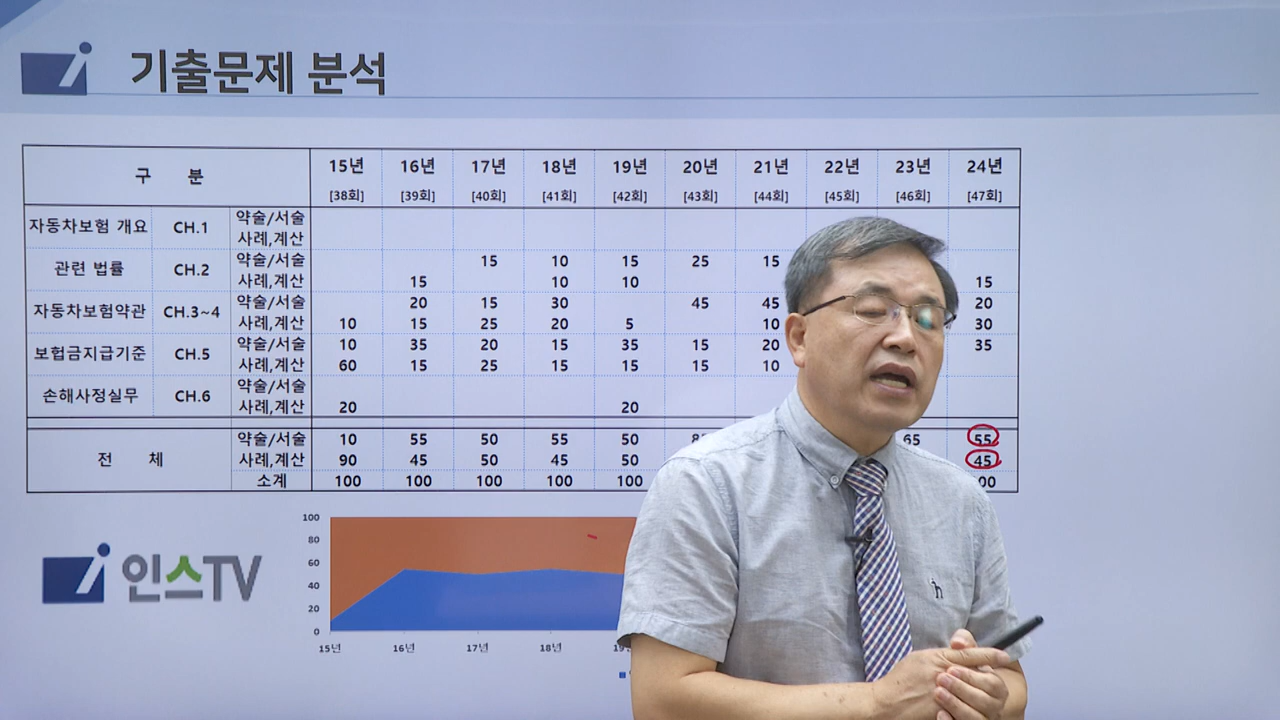 기출문제 분석
구 분 15년 16년 17년 18년 19년 20년 21년 22년 23년 24년
[38회] [39회] [40회] [41회] [42회] [43회] [44회] [45회] [46회] [47회]
자동차보험 개요 CH.1 약술/서술
사례,계산
관련 법률 CH.2 약술/서술 15 10 15 25 15
사례,계산 15 10 10 15
자동차보험약관 CH.3~4 약술/서술 20 15 30 45 45 20
사례,계산 10 15 25 20 5 10 30
보험금지급기준 CH.5 약술/서술 10 35 20 15 35 15 20 35
사례,계산 60 15 25 15 15 15 10
손해사정실무 CH.6 약술/서술
사례,계산 20 20
전 체 약술/서술 10 55 50 55 50 65 55
사례,계산 90 45 50 45 50 45
소계 100 100 100 100 100 00
인스TV
100
80
60
40
20
0
15년 16년 17년 18년
h